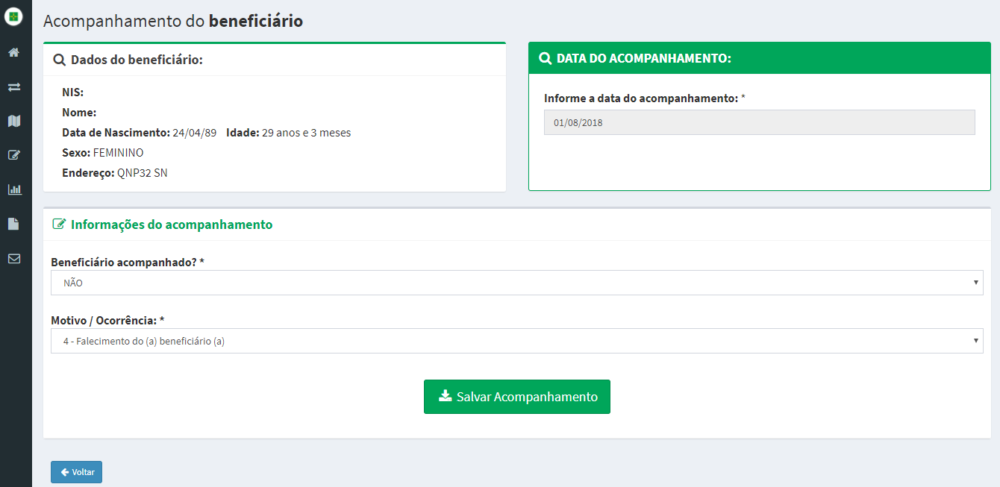 Acompanhamento do beneficiário
Dados do beneficiário:
NIS:
Nome:
Data de Nascimento: 24/04/89 Idade: 29 anos e 3 meses
Sexo: FEMININO
Endereço: QNP32 SN
DATA DO ACOMPANHAMENTO:
Informe a data do acompanhamento: *
01/08/2018
Informações do acompanhamento
Beneficiário acompanhado? *
NÃO
Motivo / Ocorrência: *
4 - Falecimento do (a) beneficiário (a)
Salvar Acompanhamento
Voltar